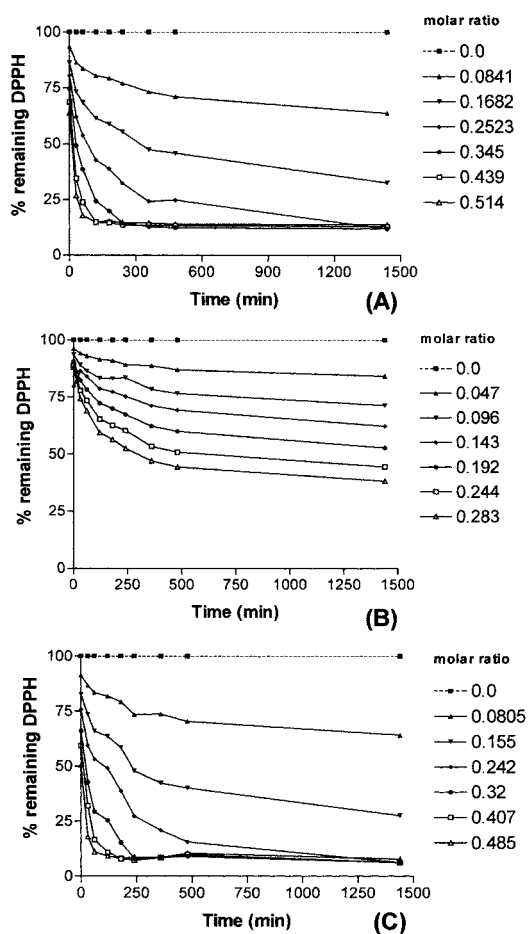 molar ratio
0.0
0.0841
0.1682
0.2523
0.345
0.439
0.514
100
75
50
25
0
% remaining DPPH
0 300 600 900 1200 1500
Time (min)
(A)
molar ratio
0.0
0.047
0.096
0.143
0.192
0.244
0.283
100
75
50
25
0
% remaining DPPH
0 250 500 750 1000 1250 1500
Time (min)
(B)
molar ratio
0.0
0.0805
0.155
0.242
0.32
0.407
0.485
100
75
50
25
0
% remaining DPPH
0 250 500 750 1000 1250 1500
Time (min)
(C)